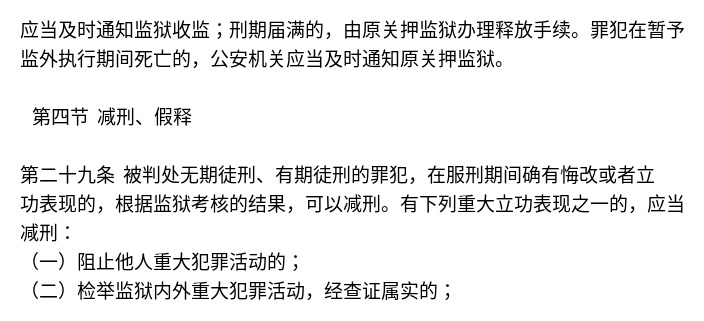 应当及时通知监狱收监；刑期届满的，由原关押监狱办理释放手续。罪犯在暂予
监外执行期间死亡的，公安机关应当及时通知原关押监狱。
第四节 减刑、假释
第二十九条 被判处无期徒刑、有期徒刑的罪犯，在服刑期间确有悔改或者立
功表现的，根据监狱考核的结果，可以减刑。有下列重大立功表现之一的，应当
减刑：
（一）阻止他人重大犯罪活动的；
（二）检举监狱内外重大犯罪活动，经查证属实的；